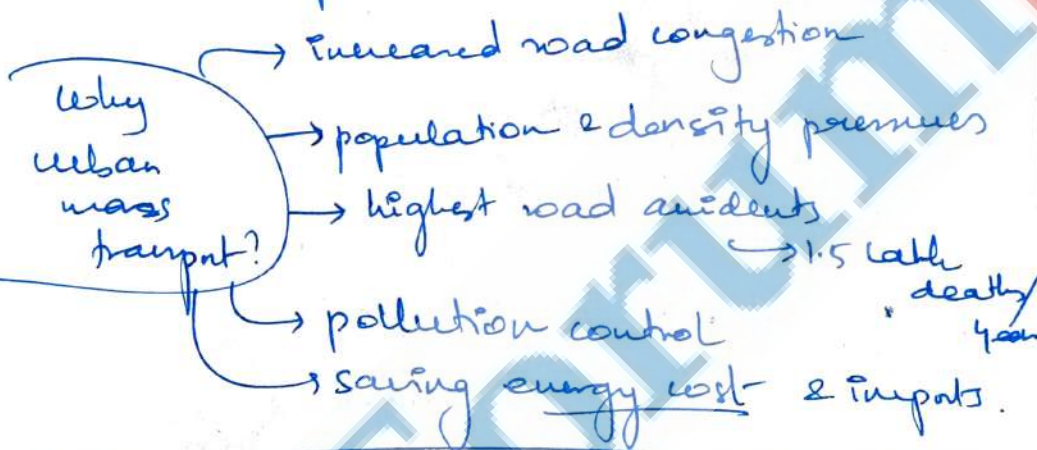 increased road congestion
Why
urban
mass
transport?
population & density pressures
highest road accidents
1.5 lakh
deaths/
year
pollution control
saving energy cost & imports.
forum